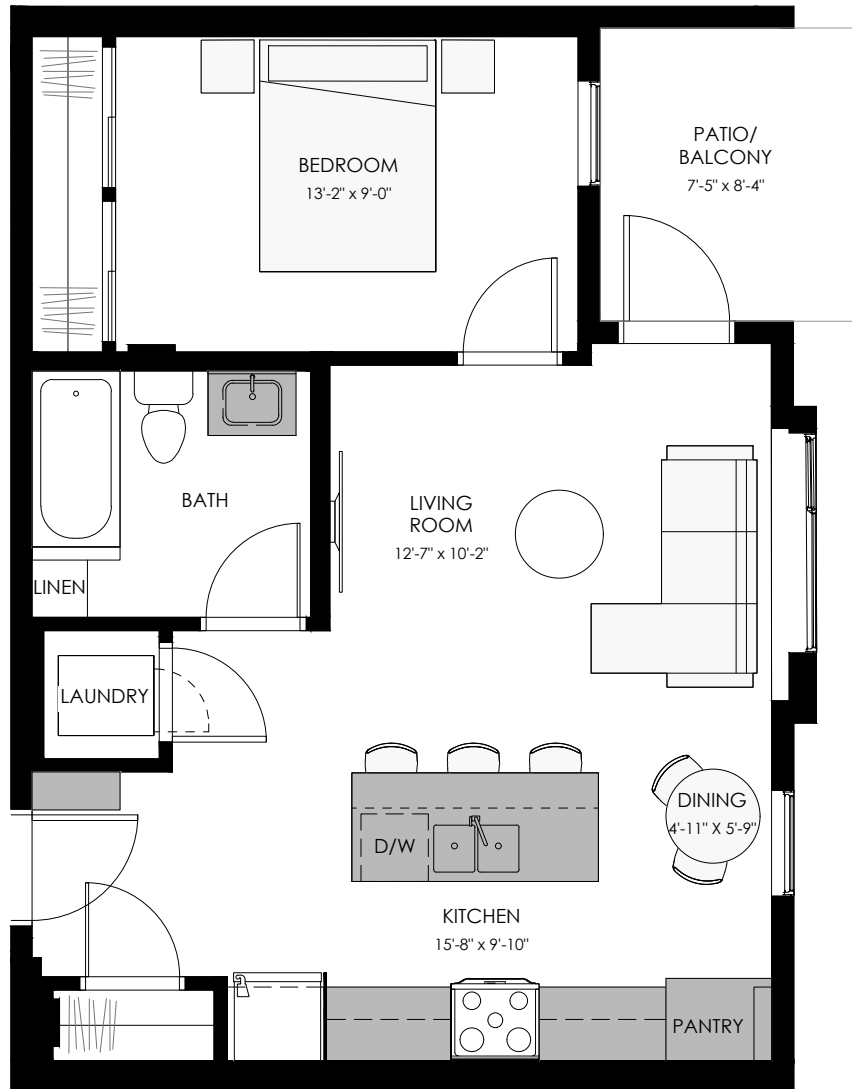 BEDROOM
13'-2" x 9'-0"
PATIO/
BALCONY
7'-5" x 8'-4"
BATH
LINEN
LIVING
ROOM
12'-7" x 10'-2"
LAUNDRY
DINING
4'-11" X 5'-9"
D/W
KITCHEN
15'-8" x 9'-10"
PANTRY